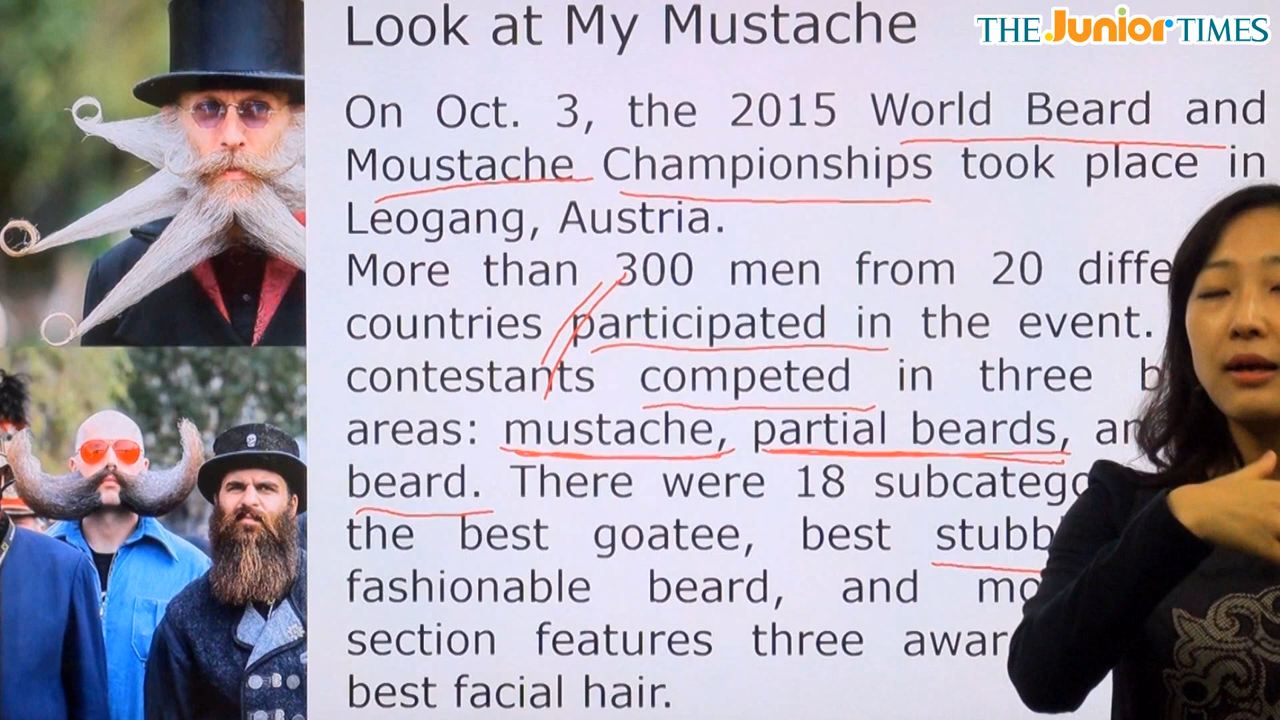 Look at My Mustache
THE Junior TIMES
On Oct. 3, the 2015 World Beard and
Moustache Championships took place in
Leogang, Austria.
More than 300 men from 20
countries participated in the event.
contestants competed in three
areas: mustache, partial beards,
beard. There were 18
the best goatee, best
fashionable beard, and
section features three
best facial hair.